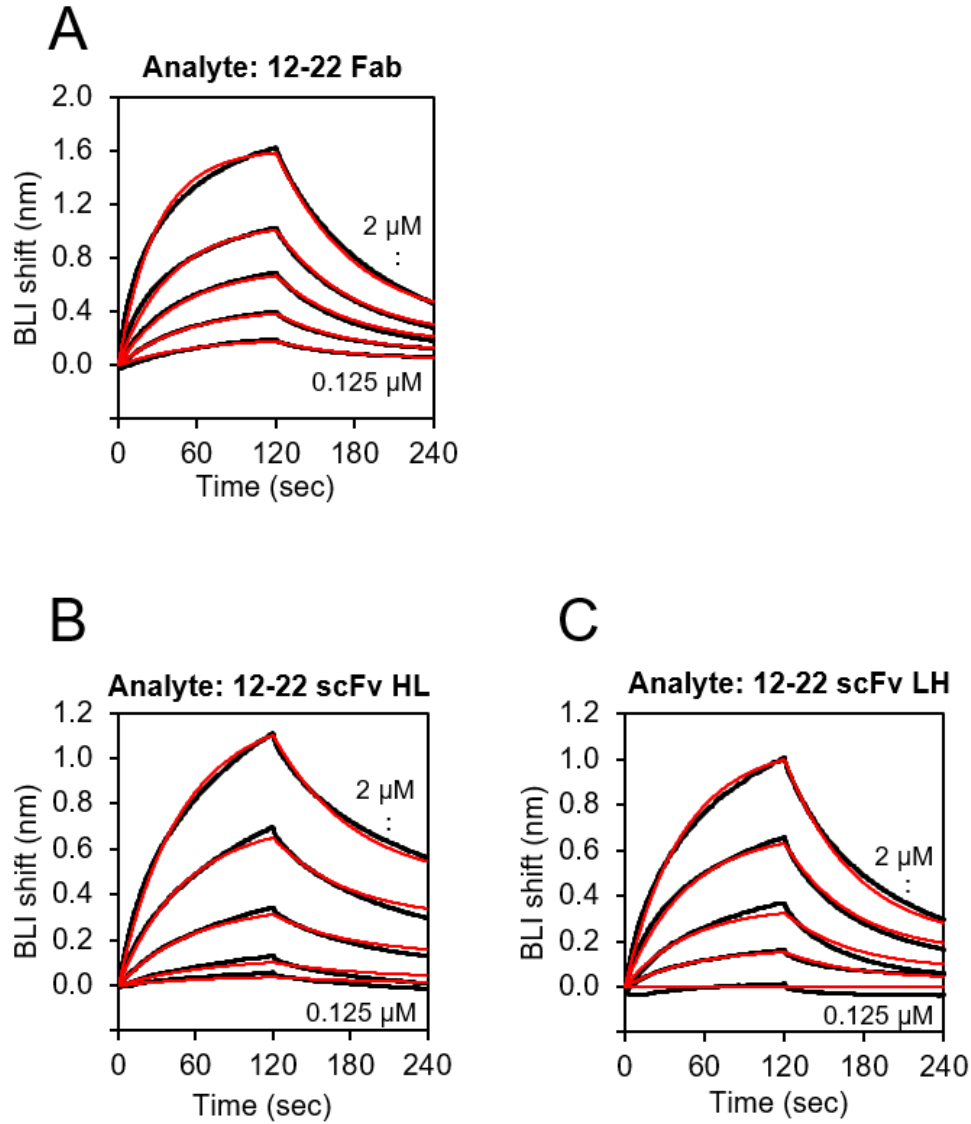 A
Analyte: 12-22 Fab
2.0
1.6
1.2
0.8
0.4
0.0
BLI shift (nm)
2 µM
:
0.125 µM
0 60 120 180 240
Time (sec)
B
Analyte: 12-22 scFv HL
1.2
1.0
0.8
0.6
0.4
0.2
0.0
BLI shift (nm)
2 µM
:
0.125 µM
0 60 120 180 240
Time (sec)
C
Analyte: 12-22 scFv LH
1.2
1.0
0.8
0.6
0.4
0.2
0.0
BLI shift (nm)
2 µM
:
0.125 µM
0 60 120 180 240
Time (sec)